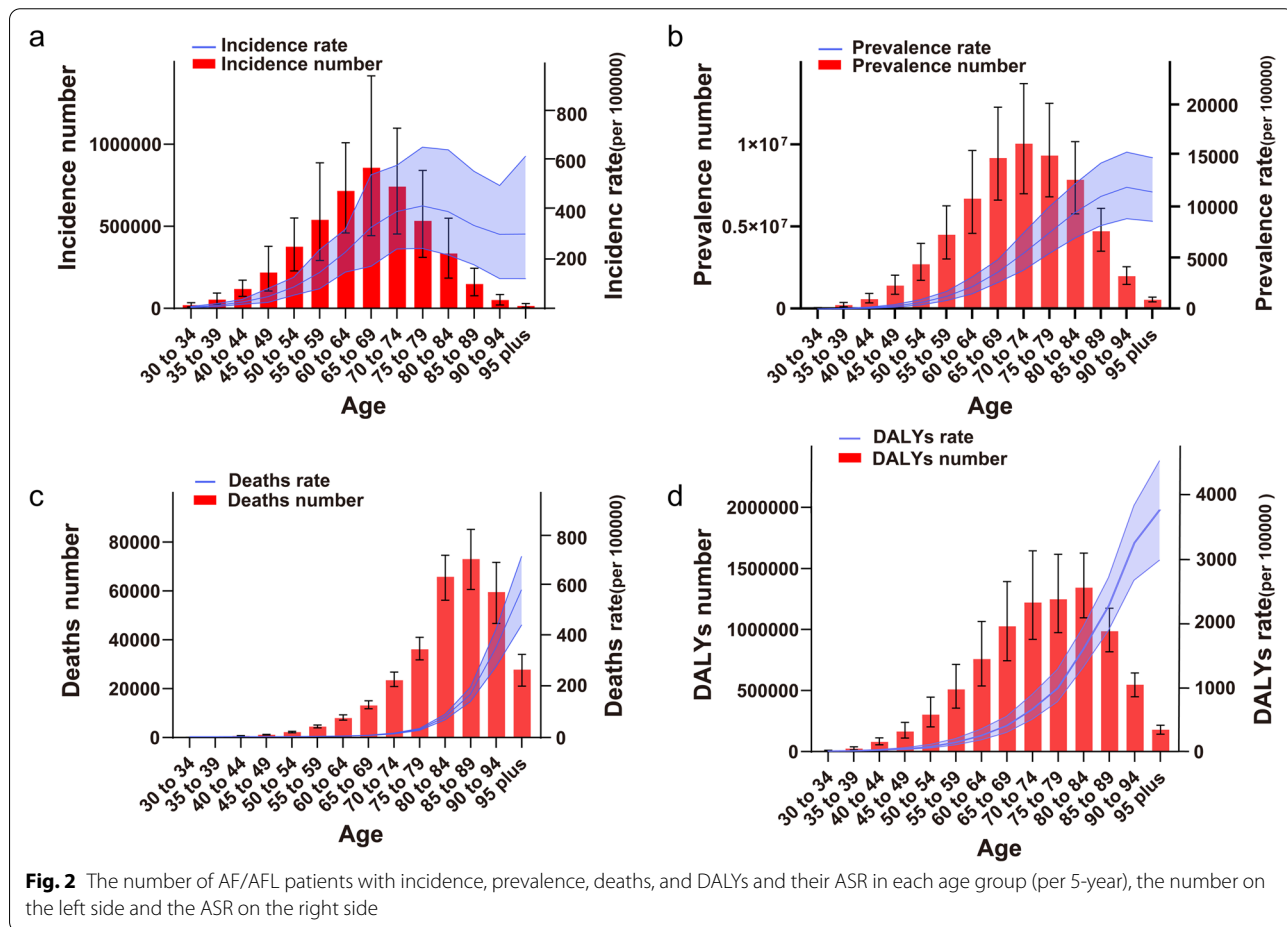 a
Incidence rate
Incidence number
Incidence number
1000000
500000
0
800
600
400
200
0
Incidenc rate(per 100000)
30 to 34
35 to 39
40 to 44
45 to 49
50 to 54
55 to 59
60 to 64
65 to 69
70 to 74
75 to 79
80 to 84
85 to 89
90 to 94
95 plus
Age
b
Prevalence rate
Prevalence number
Prevalence number
1×10⁷
0.5×10⁷
0
20000
15000
10000
5000
0
Prevalence rate(per 100000)
30 to 34
35 to 39
40 to 44
45 to 49
50 to 54
55 to 59
60 to 64
65 to 69
70 to 74
75 to 79
80 to 84
85 to 89
90 to 94
95 plus
Age
c
Deaths rate
Deaths number
Deaths number
80000
60000
40000
20000
0
800
600
400
200
0
Deaths rate(per 100000)
30 to 34
35 to 39
40 to 44
45 to 49
50 to 54
55 to 59
60 to 64
65 to 69
70 to 74
75 to 79
80 to 84
85 to 89
90 to 94
95 plus
Age
d
DALYs rate
DALYs number
DALYs number
2000000
1500000
1000000
500000
0
4000
3000
2000
1000
0
DALYs rate(per 100000 )
30 to 34
35 to 39
40 to 44
45 to 49
50 to 54
55 to 59
60 to 64
65 to 69
70 to 74
75 to 79
80 to 84
85 to 89
90 to 94
95 plus
Age
Fig. 2 The number of AF/AFL patients with incidence, prevalence, deaths, and DALYs and their ASR in each age group (per 5-year), the number on
the left side and the ASR on the right side